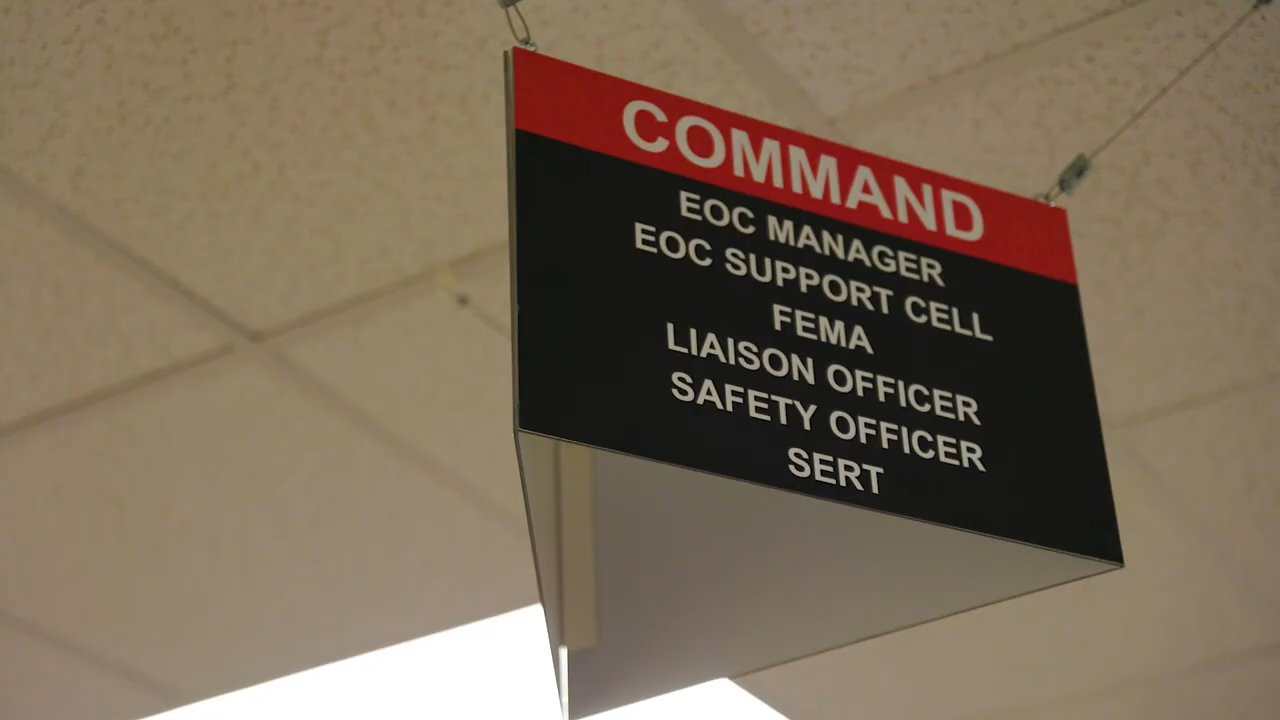 COMMAND
EOC MANAGER
EOC SUPPORT CELL
FEMA
LIAISON OFFICER
SAFETY OFFICER
SERT